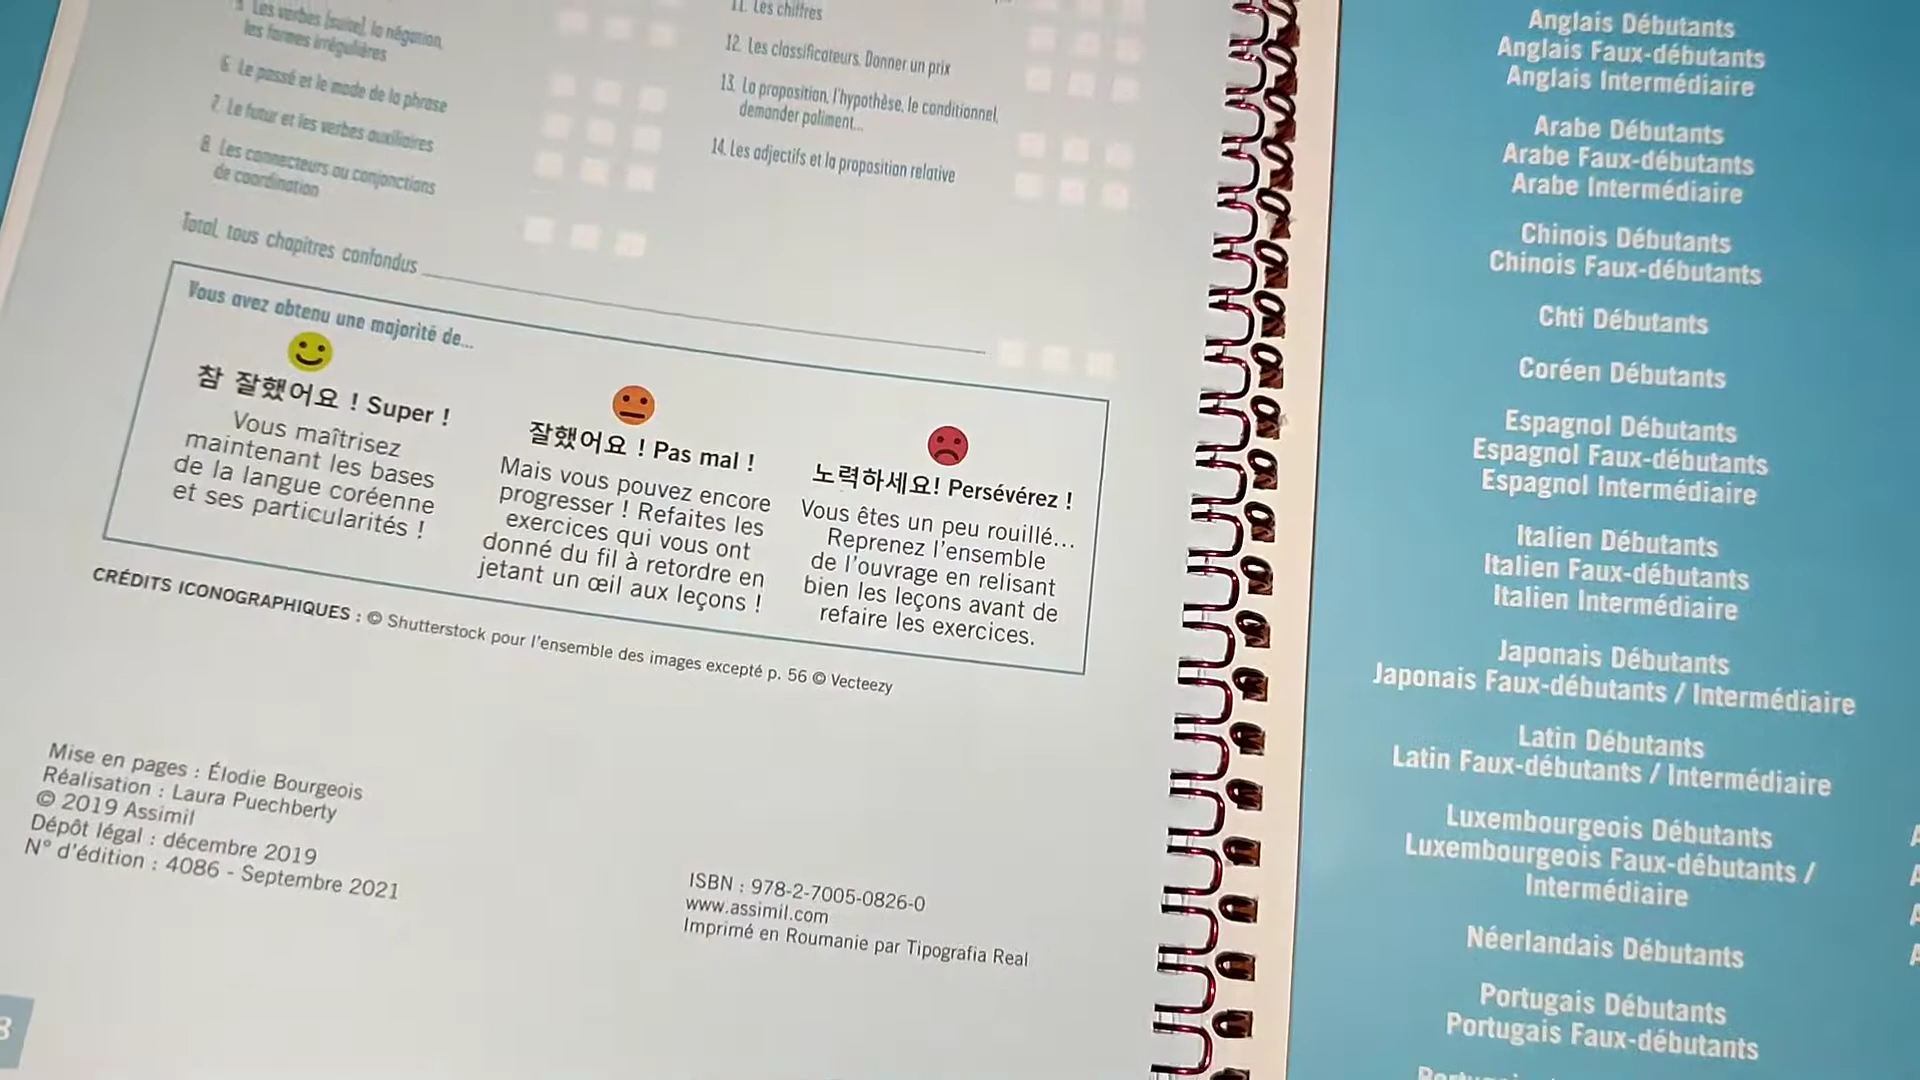 5. Les verbes (suite), la négation,
les formes irrégulières
6. Le passé et le mode de la phrase
7. Le futur et les verbes auxiliaires
8. Les connecteurs ou conjonctions
de coordination
11. Les chiffres
12. Les classificateurs. Donner un prix
13. La proposition, l'hypothèse, le conditionnel,
demander poliment...
14. Les adjectifs et la proposition relative
Total, tous chapitres confondus
Vous avez obtenu une majorité de...
참 잘했어요 ! Super !
Vous maîtrisez
maintenant les bases
de la langue coréenne
et ses particularités !
잘했어요 ! Pas mal !
Mais vous pouvez encore
progresser ! Refaites les
exercices qui vous ont
donné du fil à retordre en
jetant un œil aux leçons !
노력하세요! Persévérez !
Vous êtes un peu rouillé...
Reprenez l'ensemble
de l'ouvrage en relisant
bien les leçons avant de
refaire les exercices.
CRÉDITS ICONOGRAPHIQUES : © Shutterstock pour l'ensemble des images excepté p. 56 © Vecteezy
Mise en pages : Élodie Bourgeois
Réalisation : Laura Puechberty
© 2019 Assimil
Dépôt légal : décembre 2019
N° d'édition : 4086 - Septembre 2021
ISBN : 978-2-7005-0826-0
www.assimil.com
Imprimé en Roumanie par Tipografia Real
Anglais Débutants
Anglais Faux-débutants
Anglais Intermédiaire
Arabe Débutants
Arabe Faux-débutants
Arabe Intermédiaire
Chinois Débutants
Chinois Faux-débutants
Chti Débutants
Coréen Débutants
Espagnol Débutants
Espagnol Faux-débutants
Espagnol Intermédiaire
Italien Débutants
Italien Faux-débutants
Italien Intermédiaire
Japonais Débutants
Japonais Faux-débutants / Intermédiaire
Latin Débutants
Latin Faux-débutants / Intermédiaire
Luxembourgeois Débutants
Luxembourgeois Faux-débutants /
Intermédiaire
Néerlandais Débutants
Portugais Débutants
Portugais Faux-débutants